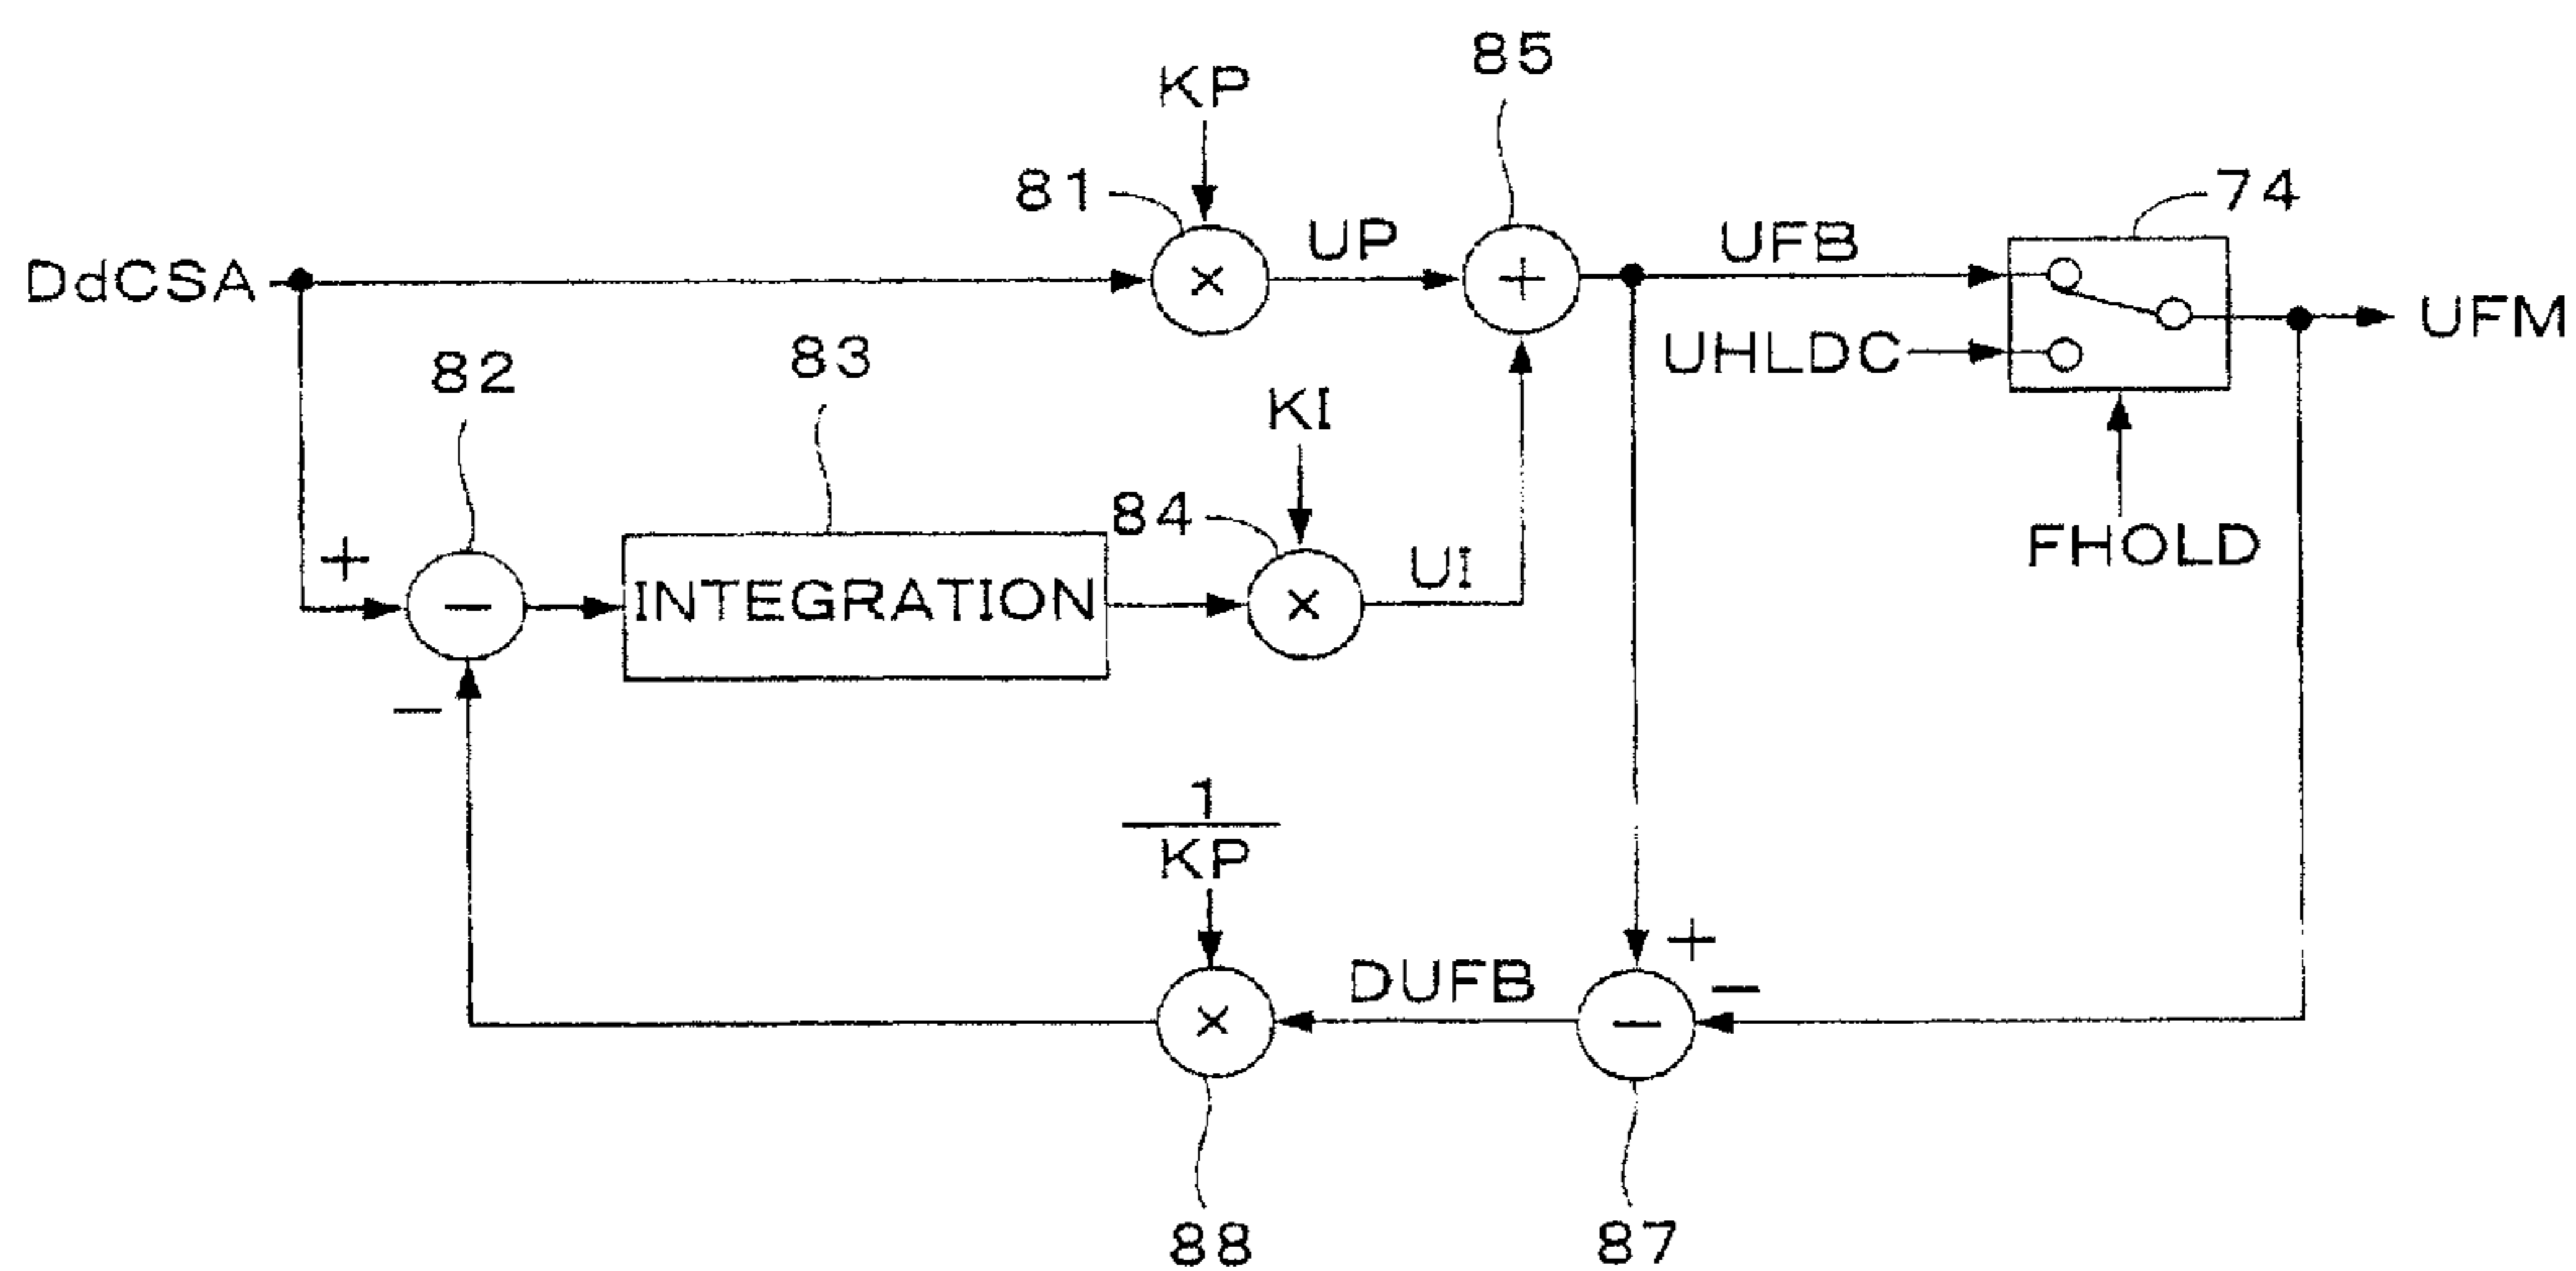 85
KP
81
UP
UFB
74
DdCSA
UHLDC
UFM
82
83
KI
84
UI
FHOLD
+
INTEGRATION
−
×
+
×
−
−
1
KP
DUFB
+
−
×
−
88
87